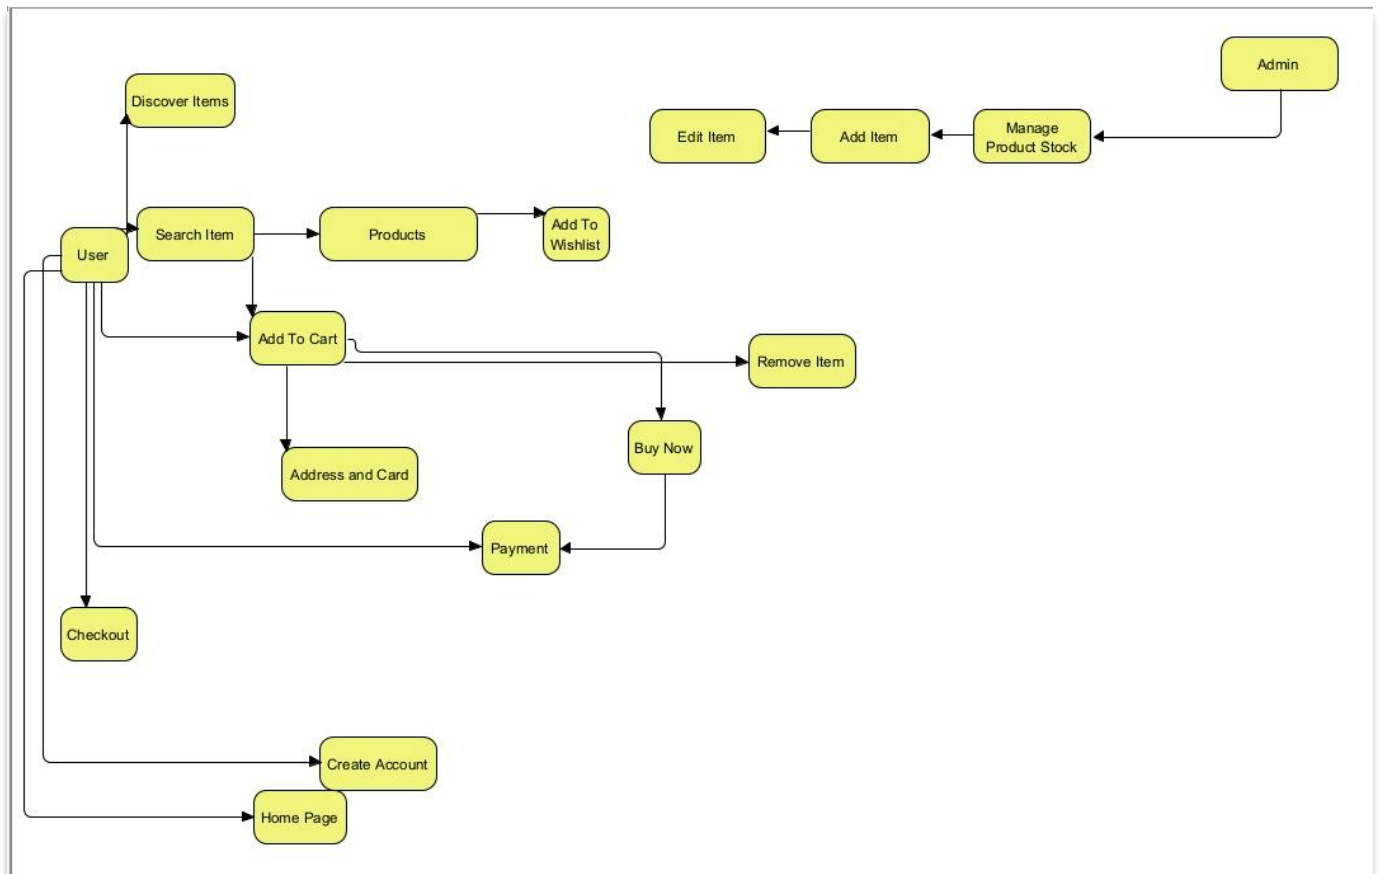 Admin
Discover Items
Edit Item
Add Item
Manage
Product Stock
Search Item
Products
Add To
Wishlist
User
Add To Cart
Remove Item
Buy Now
Address and Card
Payment
Checkout
Create Account
Home Page